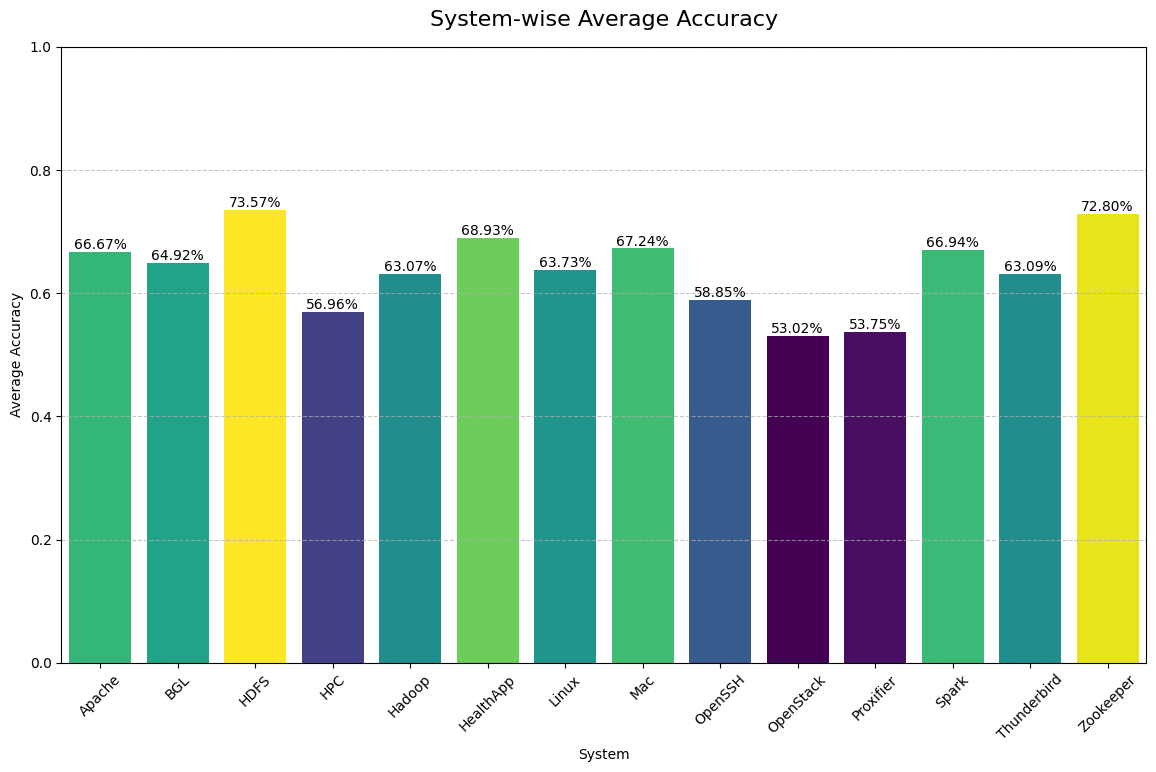 System-wise Average Accuracy
1.0
0.8
0.6
0.4
0.2
0.0
Average Accuracy
66.67%
64.92%
73.57%
56.96%
63.07%
68.93%
63.73%
67.24%
58.85%
53.02%
53.75%
66.94%
63.09%
72.80%
Apache
BGL
HDFS
HPC
Hadoop
HealthApp
Linux
Mac
OpenSSH
OpenStack
Proxifier
Spark
Thunderbird
Zookeeper
System